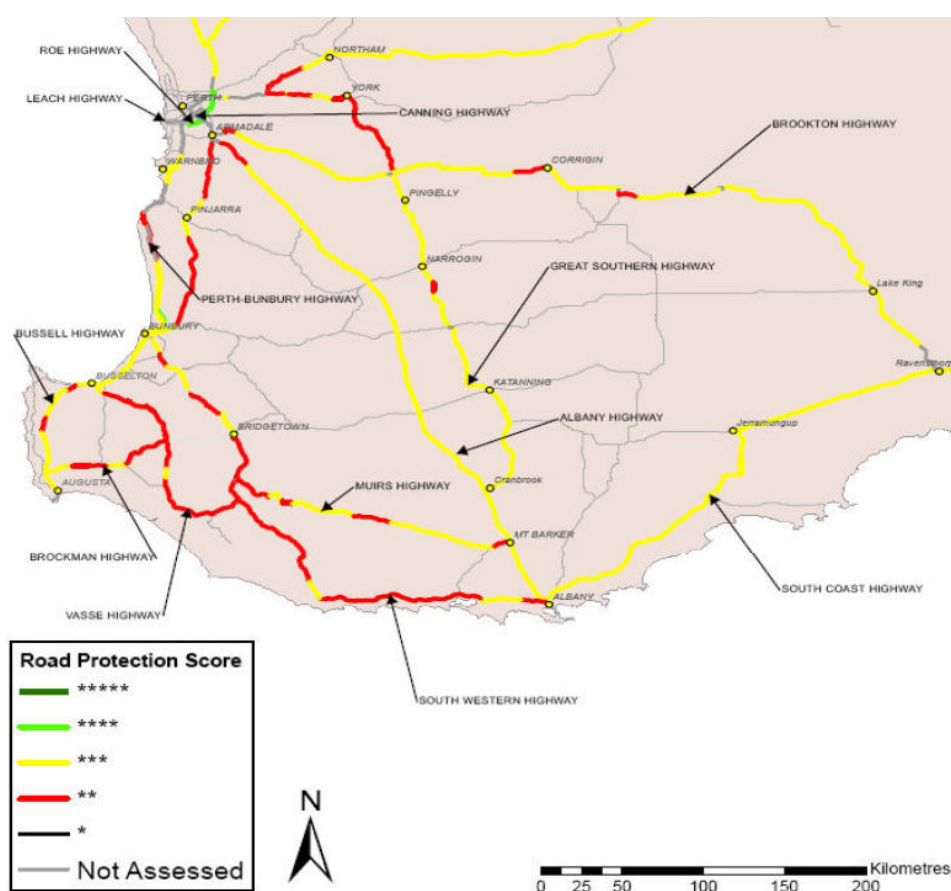 ROE HIGHWAY
NORTHAM
LEACH HIGHWAY
PERTH
YORK
CANNING HIGHWAY
ARMADALE
BROOKTON HIGHWAY
WARNBRO
CORRIGIN
PINGELLY
PINJARRA
NARROGIN
GREAT SOUTHERN HIGHWAY
Lake King
PERTH-BUNBURY HIGHWAY
BUSSELL HIGHWAY
BUNBURY
Ravensthorp
BUSSELTON
KATANNING
ALBANY HIGHWAY
BRIDGETOWN
Jerramungup
AUGUSTA
MUIRS HIGHWAY
Cranbrook
MT BARKER
BROCKMAN HIGHWAY
SOUTH COAST HIGHWAY
VASSE HIGHWAY
ALBANY
SOUTH WESTERN HIGHWAY
Road Protection Score
*****
****
***
**
*
Not Assessed
N
Kilometres
0 25 50 100 150 200